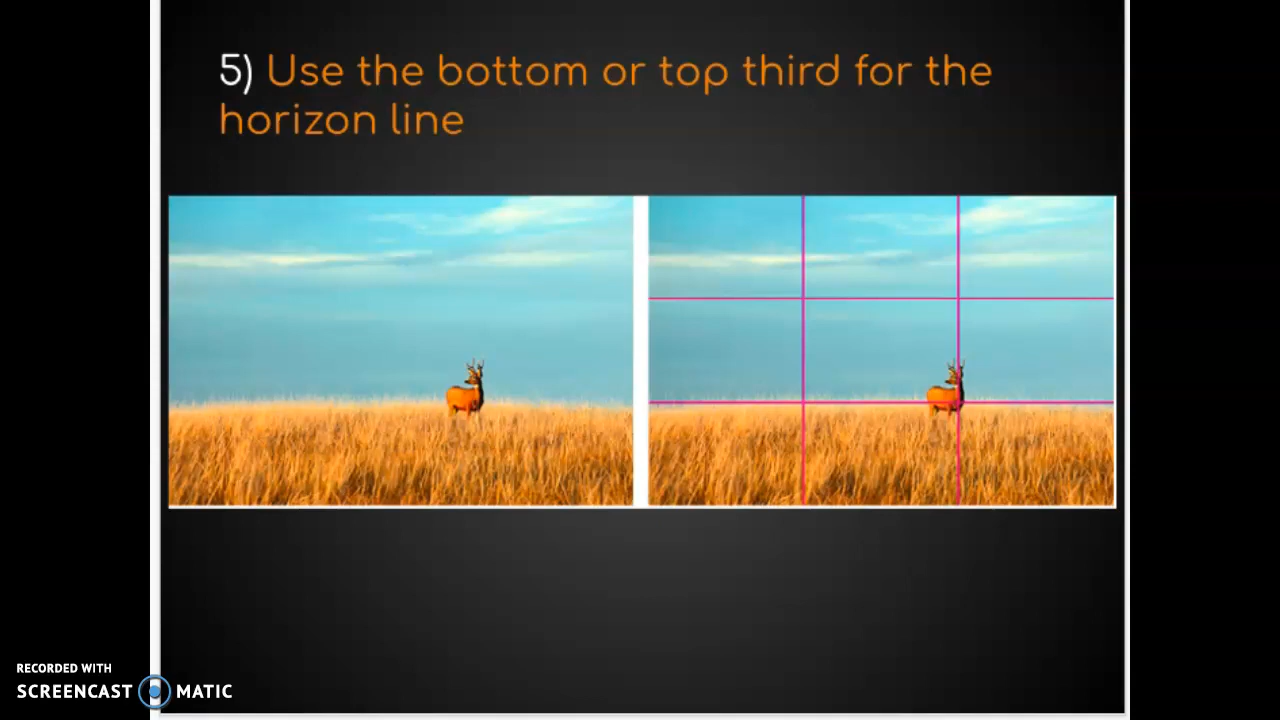 5) Use the bottom or top third for the
horizon line
RECORDED WITH
SCREENCAST MATIC